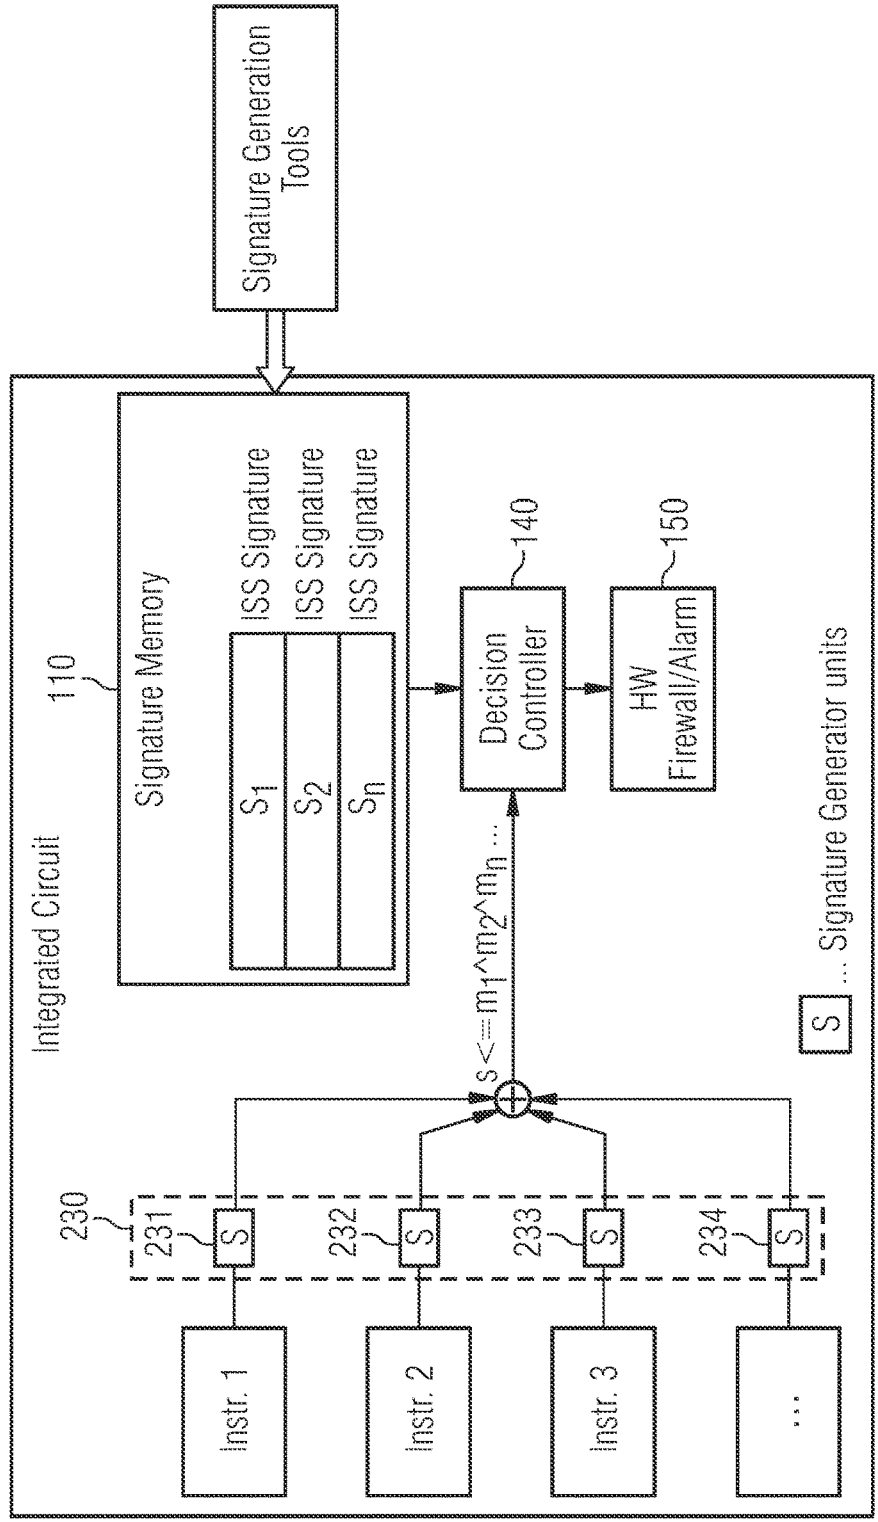 Integrated Circuit
110
Signature Memory
S1 ISS Signature
S2 ISS Signature
Sn ISS Signature
Signature Generation
Tools
230
231
S
232
S
233
S
234
S
Instr. 1
Instr. 2
Instr. 3
...
s<=m1^m2^mn ...
Decision
Controller
140
HW
Firewall/Alarm
150
S ... Signature Generator units